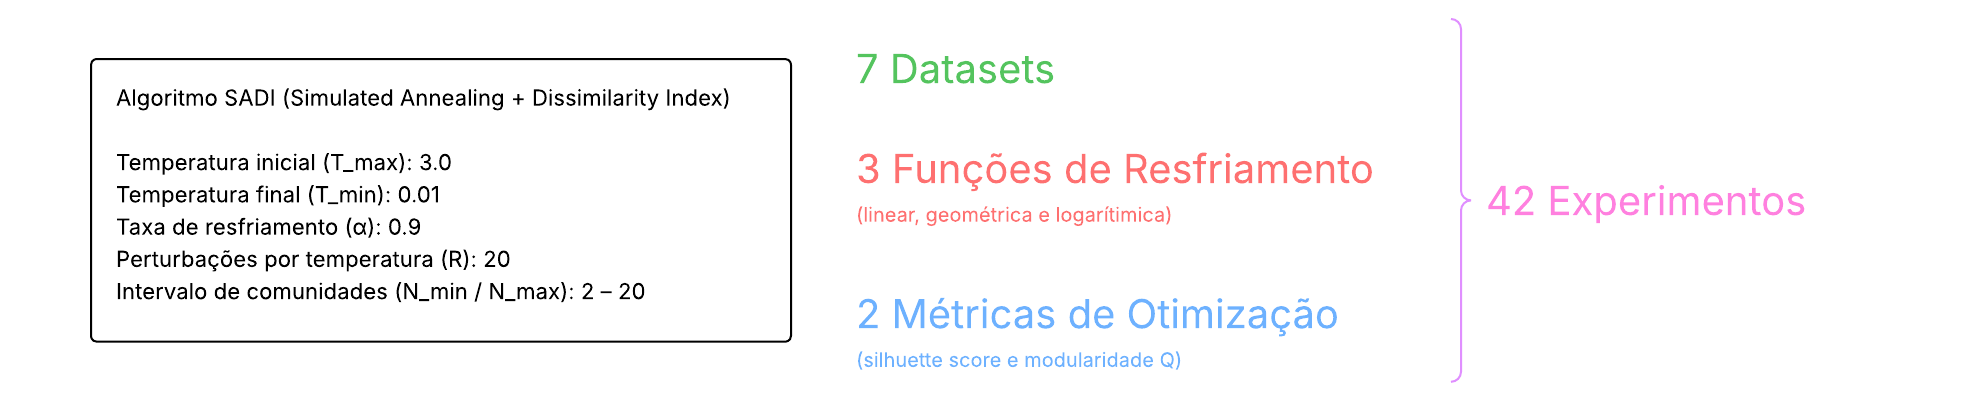 Algoritmo SADI (Simulated Annealing + Dissimilarity Index)
Temperatura inicial (T_max): 3.0
Temperatura final (T_min): 0.01
Taxa de resfriamento (α): 0.9
Perturbações por temperatura (R): 20
Intervalo de comunidades (N_min / N_max): 2 – 20
7 Datasets
3 Funções de Resfriamento
(linear, geométrica e logarítimica)
2 Métricas de Otimização
(silhuette score e modularidade Q)
42 Experimentos